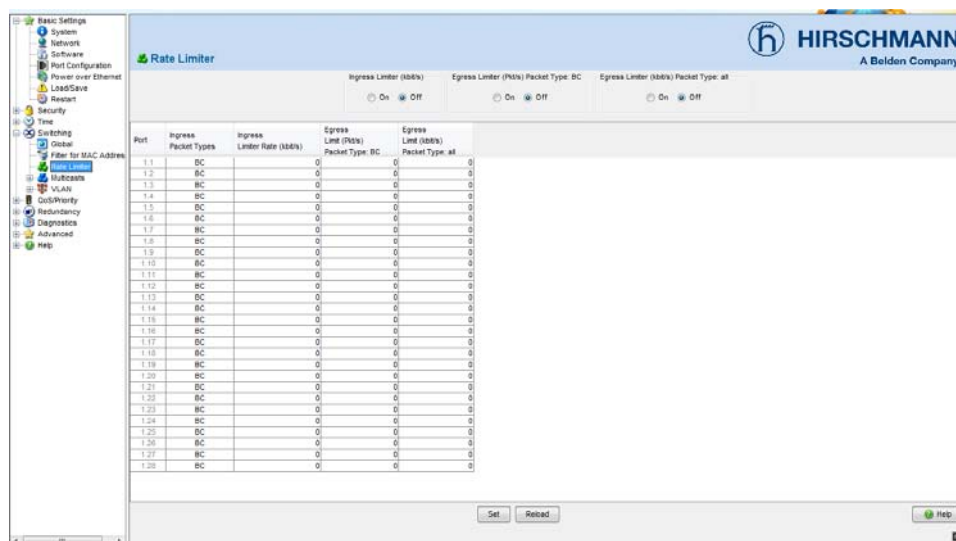 Basic Settings
System
Network
Software
Port Configuration
Power over Ethernet
Load/Save
Restart
Security
Time
Switching
Global
Filter for MAC Addres
Rate Limiter
Multicasts
VLAN
QoS/Priority
Redundancy
Diagnostics
Advanced
Help
Rate Limiter
HIRSCHMANN
A Belden Company
Ingress Limiter (kbit/s)
On Off
Egress Limiter (Pkt/s) Packet Type: BC
On Off
Egress Limiter (kbit/s) Packet Type: all
On Off
Port
Ingress
Packet Types
Ingress
Limiter Rate (kbit/s)
Egress
Limit (Pkt/s)
Packet Type: BC
Egress
Limit (kbit/s)
Packet Type: all
1.1 BC 0 0 0
1.2 BC 0 0 0
1.3 BC 0 0 0
1.4 BC 0 0 0
1.5 BC 0 0 0
1.6 BC 0 0 0
1.7 BC 0 0 0
1.8 BC 0 0 0
1.9 BC 0 0 0
1.10 BC 0 0 0
1.11 BC 0 0 0
1.12 BC 0 0 0
1.13 BC 0 0 0
1.14 BC 0 0 0
1.15 BC 0 0 0
1.16 BC 0 0 0
1.17 BC 0 0 0
1.18 BC 0 0 0
1.19 BC 0 0 0
1.20 BC 0 0 0
1.21 BC 0 0 0
1.22 BC 0 0 0
1.23 BC 0 0 0
1.24 BC 0 0 0
1.25 BC 0 0 0
1.26 BC 0 0 0
1.27 BC 0 0 0
1.28 BC 0 0 0
Set Reload
Help